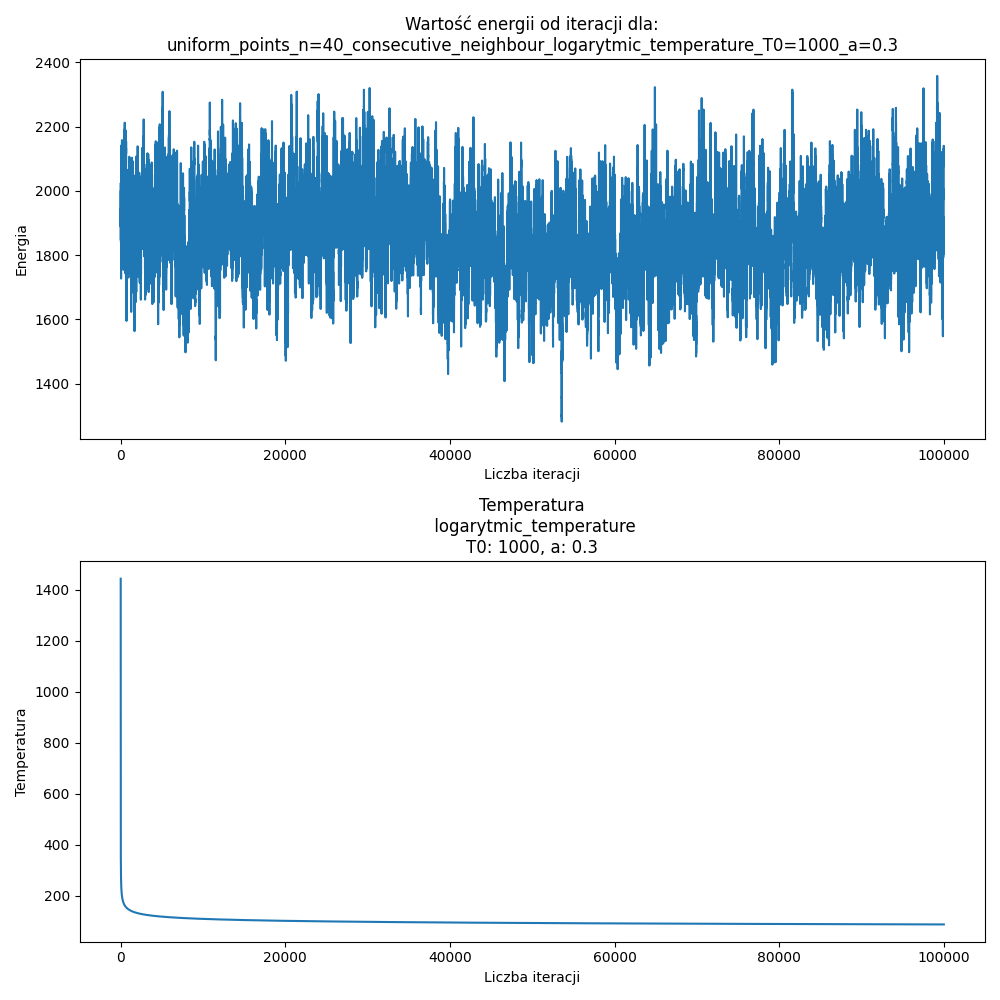 Wartość energii od iteracji dla:
uniform_points_n=40_consecutive_neighbour_logarytmic_temperature_T0=1000_a=0.3
2400
2200
2000
1800
1600
1400
Energia
0 20000 40000 60000 80000 100000
Liczba iteracji
Temperatura
logarytmic_temperature
T0: 1000, a: 0.3
1400
1200
1000
800
600
400
200
Temperatura
0 20000 40000 60000 80000 100000
Liczba iteracji